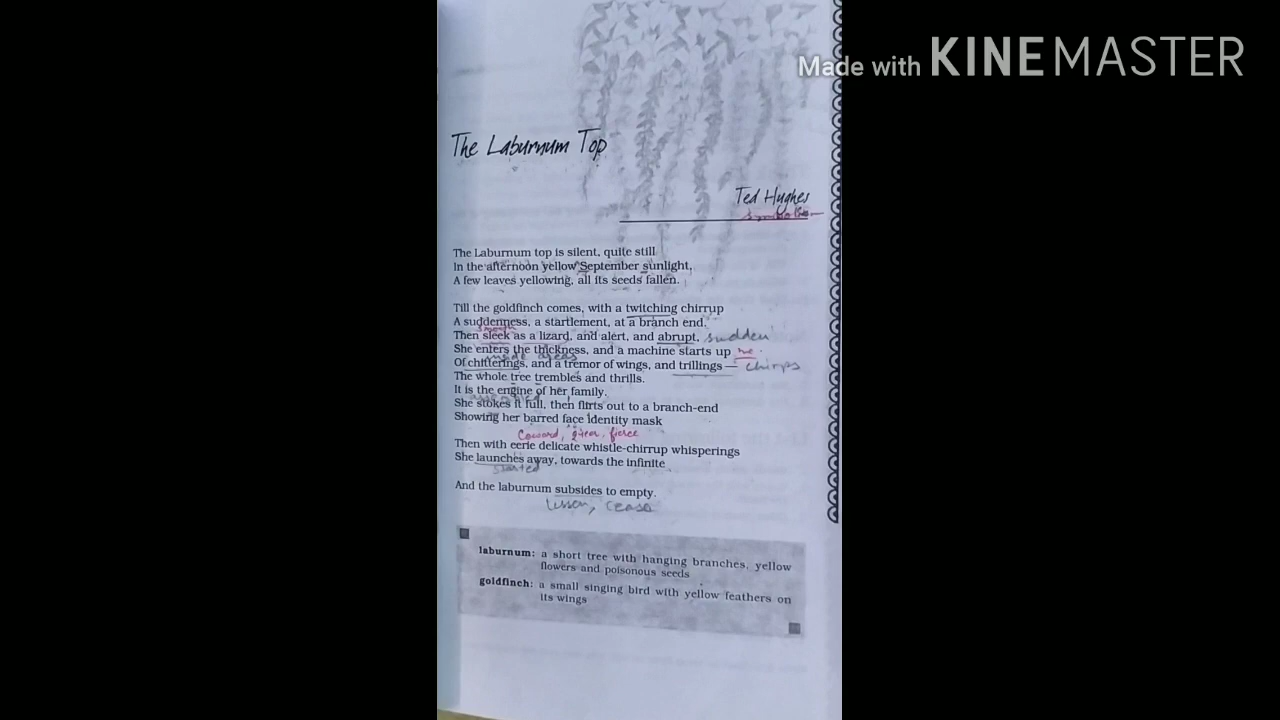 Made with KINEMASTER
The Laburnum Top
Ted Hughes
The Laburnum top is silent, quite still
In the afternoon yellow September sunlight,
A few leaves yellowing, all its seeds fallen.
Till the goldfinch comes, with a twitching chirrup
A suddenness, a startlement, at a branch end.
smooth
Then sleek as a lizard, and alert, and abrupt, sudden
She enters the thickness, and a machine starts up
inside areas
Of chitterings, and a tremor of wings, and trillings — chirps
The whole tree trembles and thrills.
It is the engine of her family.
She stokes it full, then flirts out to a branch-end
Showing her barred face identity mask
fierce
Then with eerie delicate whistle-chirrup whisperings
She launches away, towards the infinite
started
And the laburnum subsides to empty.
lessen, cease
laburnum: a short tree with hanging branches, yellow
flowers and poisonous seeds
goldfinch: a small singing bird with yellow feathers on
its wings